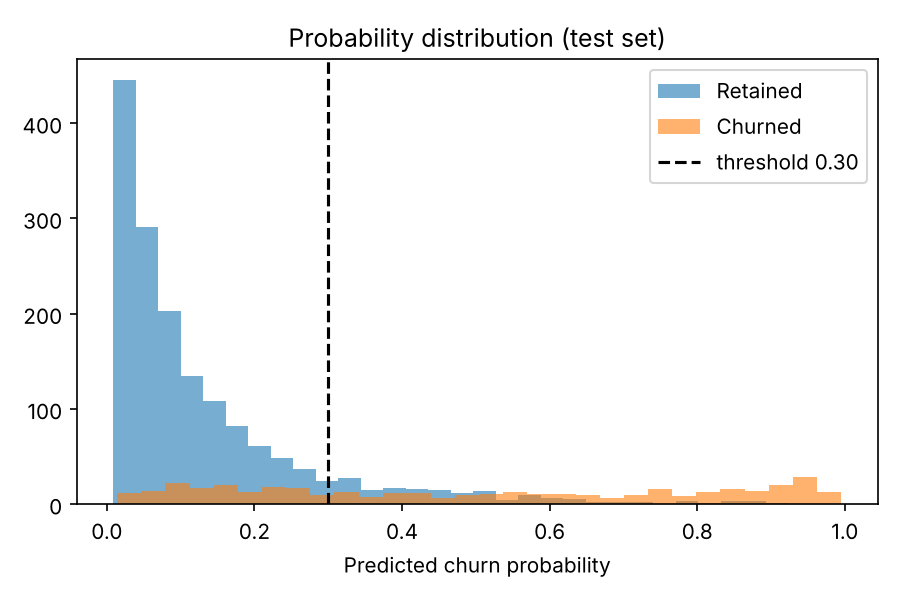 Probability distribution (test set)
Retained
Churned
threshold 0.30
400
300
200
100
0
0.0 0.2 0.4 0.6 0.8 1.0
Predicted churn probability